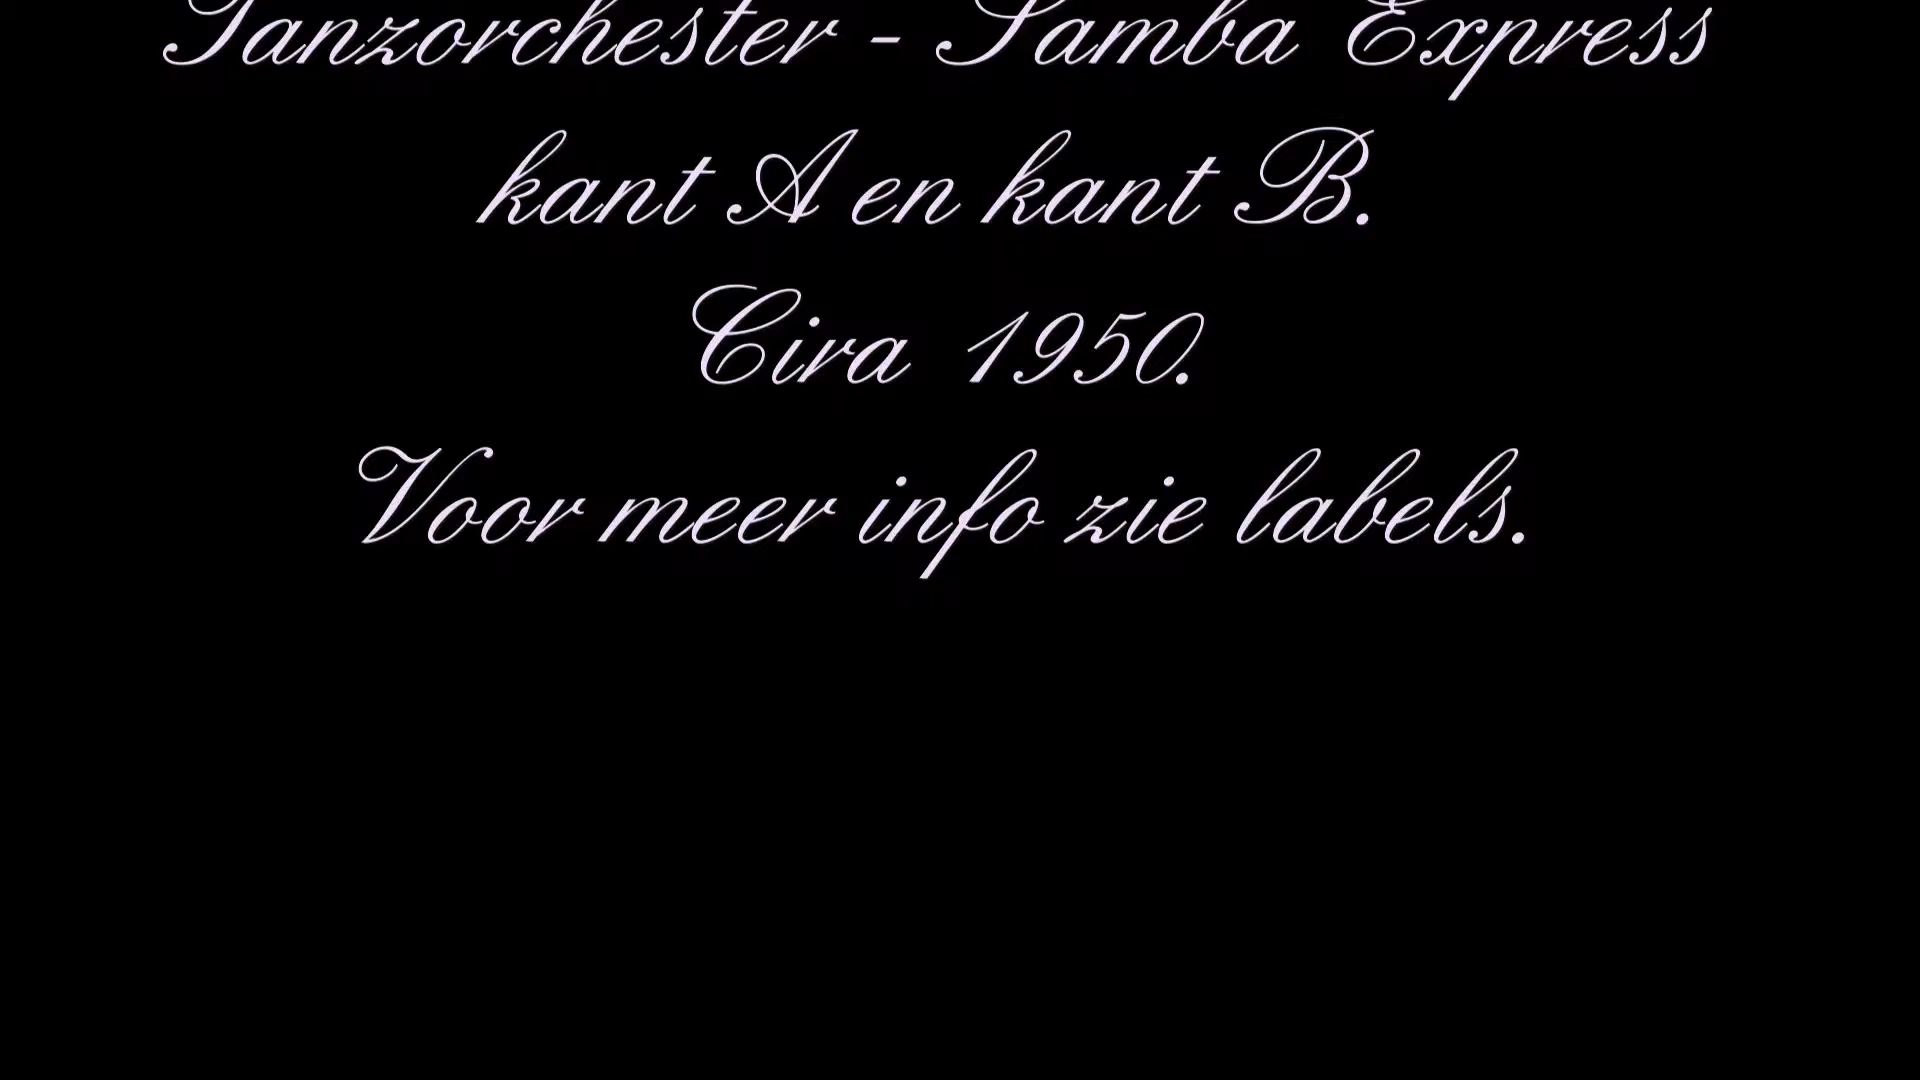 Tanzorchester - Samba Express
kant A en kant B.
Cira 1950.
Voor meer info zie labels.